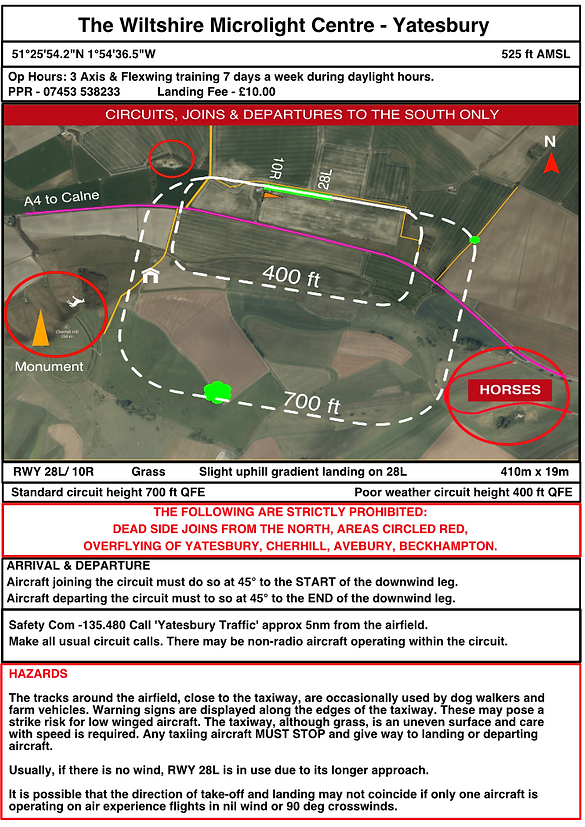 The Wiltshire Microlight Centre - Yatesbury
51°25'54.2"N 1°54'36.5"W 525 ft AMSL
Op Hours: 3 Axis & Flexwing training 7 days a week during daylight hours.
PPR - 07453 538233 Landing Fee - £10.00
CIRCUITS, JOINS & DEPARTURES TO THE SOUTH ONLY
N
10R
28L
A4 to Calne
400 ft
Cherhill Hill
Monument
HORSES
700 ft
RWY 28L/ 10R Grass Slight uphill gradient landing on 28L 410m x 19m
Standard circuit height 700 ft QFE Poor weather circuit height 400 ft QFE
THE FOLLOWING ARE STRICTLY PROHIBITED:
DEAD SIDE JOINS FROM THE NORTH, AREAS CIRCLED RED,
OVERFLYING OF YATESBURY, CHERHILL, AVEBURY, BECKHAMPTON.
ARRIVAL & DEPARTURE
Aircraft joining the circuit must do so at 45° to the START of the downwind leg.
Aircraft departing the circuit must to so at 45° to the END of the downwind leg.
Safety Com -135.480 Call 'Yatesbury Traffic' approx 5nm from the airfield.
Make all usual circuit calls. There may be non-radio aircraft operating within the circuit.
HAZARDS
The tracks around the airfield, close to the taxiway, are occasionally used by dog walkers and
farm vehicles. Warning signs are displayed along the edges of the taxiway. These may pose a
strike risk for low winged aircraft. The taxiway, although grass, is an uneven surface and care
with speed is required. Any taxiing aircraft MUST STOP and give way to landing or departing
aircraft.
Usually, if there is no wind, RWY 28L is in use due to its longer approach.
It is possible that the direction of take-off and landing may not coincide if only one aircraft is
operating on air experience flights in nil wind or 90 deg crosswinds.